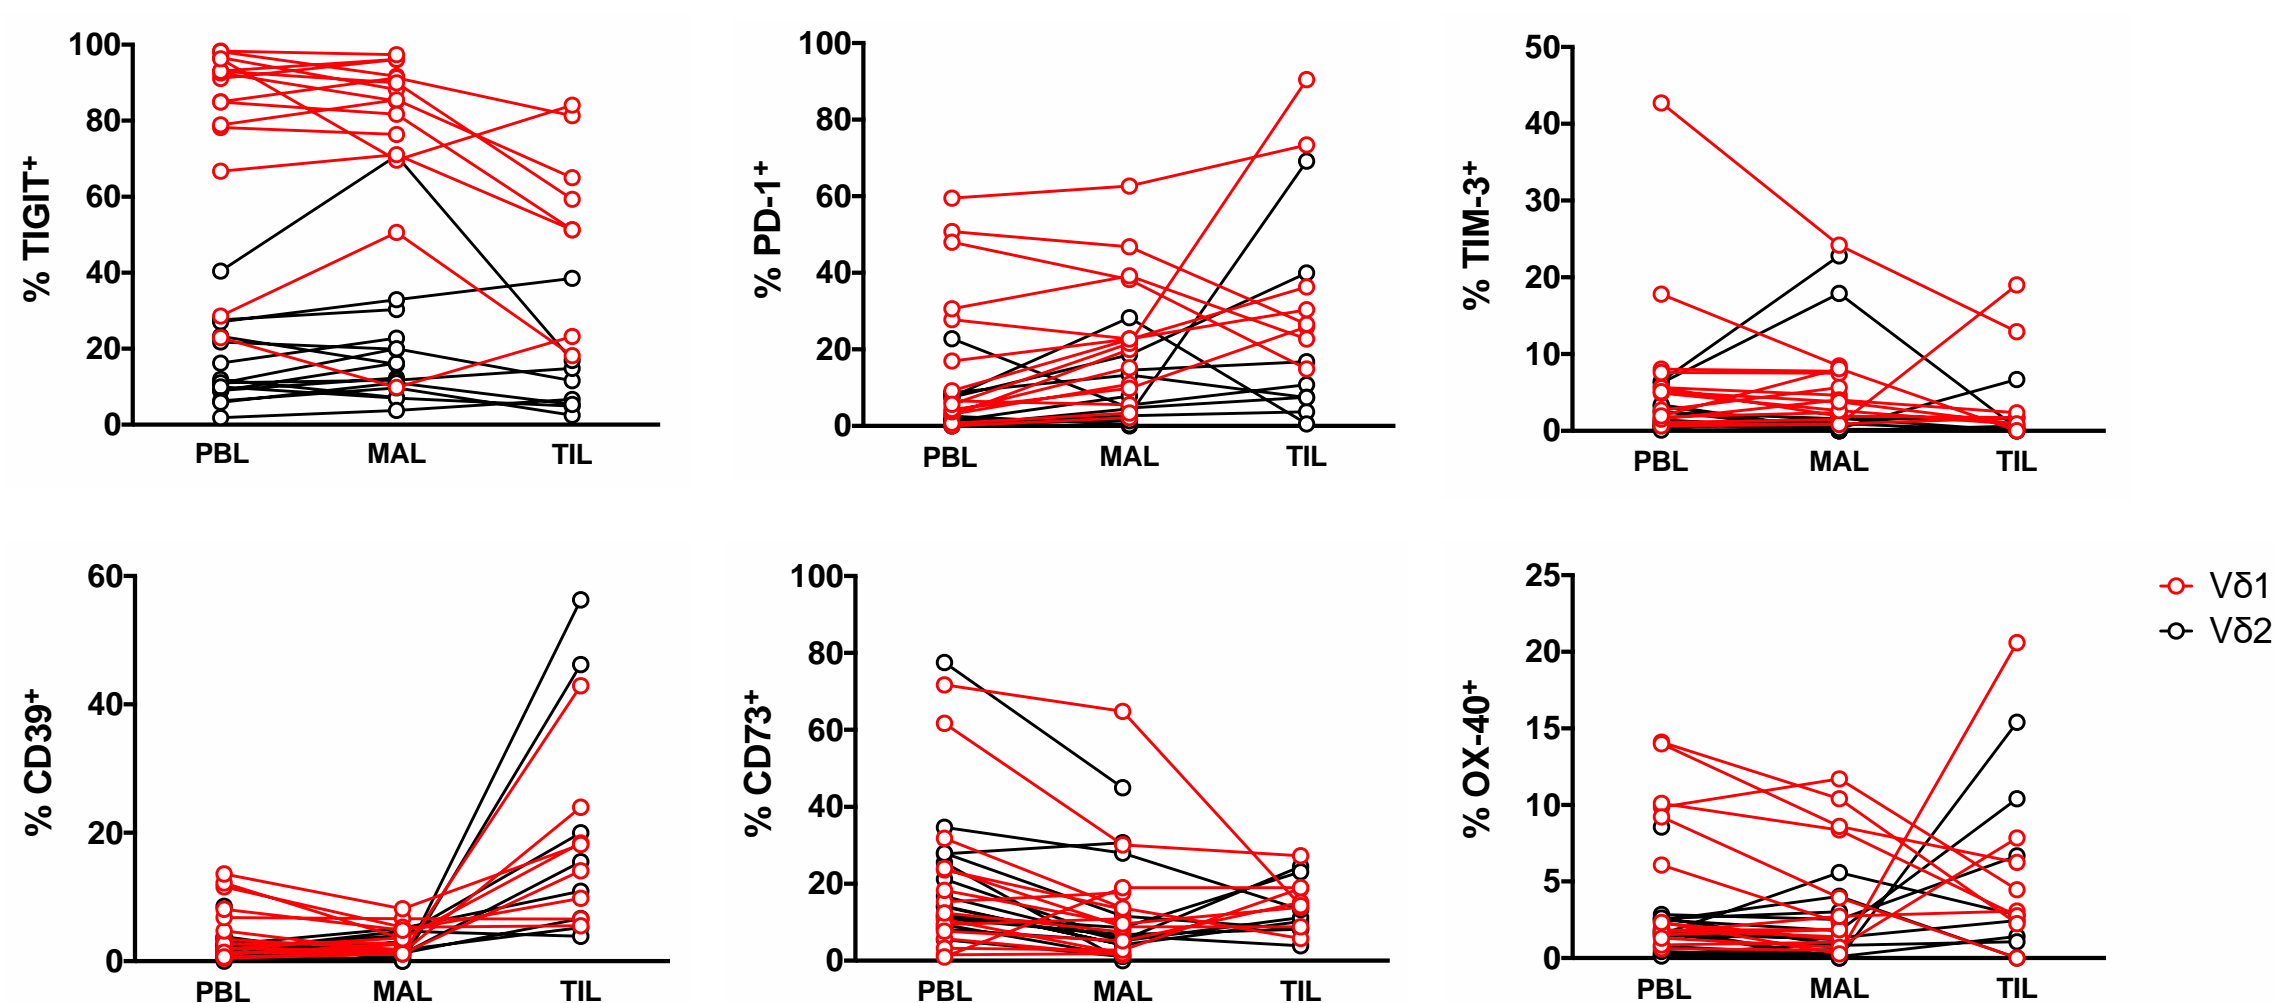 % TIGIT+
100
80
60
40
20
0
PBL MAL TIL
% PD-1+
100
80
60
40
20
0
PBL MAL TIL
% TIM-3+
50
40
30
20
10
0
PBL MAL TIL
% CD39+
60
40
20
0
PBL MAL TIL
% CD73+
100
80
60
40
20
0
PBL MAL TIL
% OX-40+
25
20
15
10
5
0
PBL MAL TIL
Vδ1
Vδ2